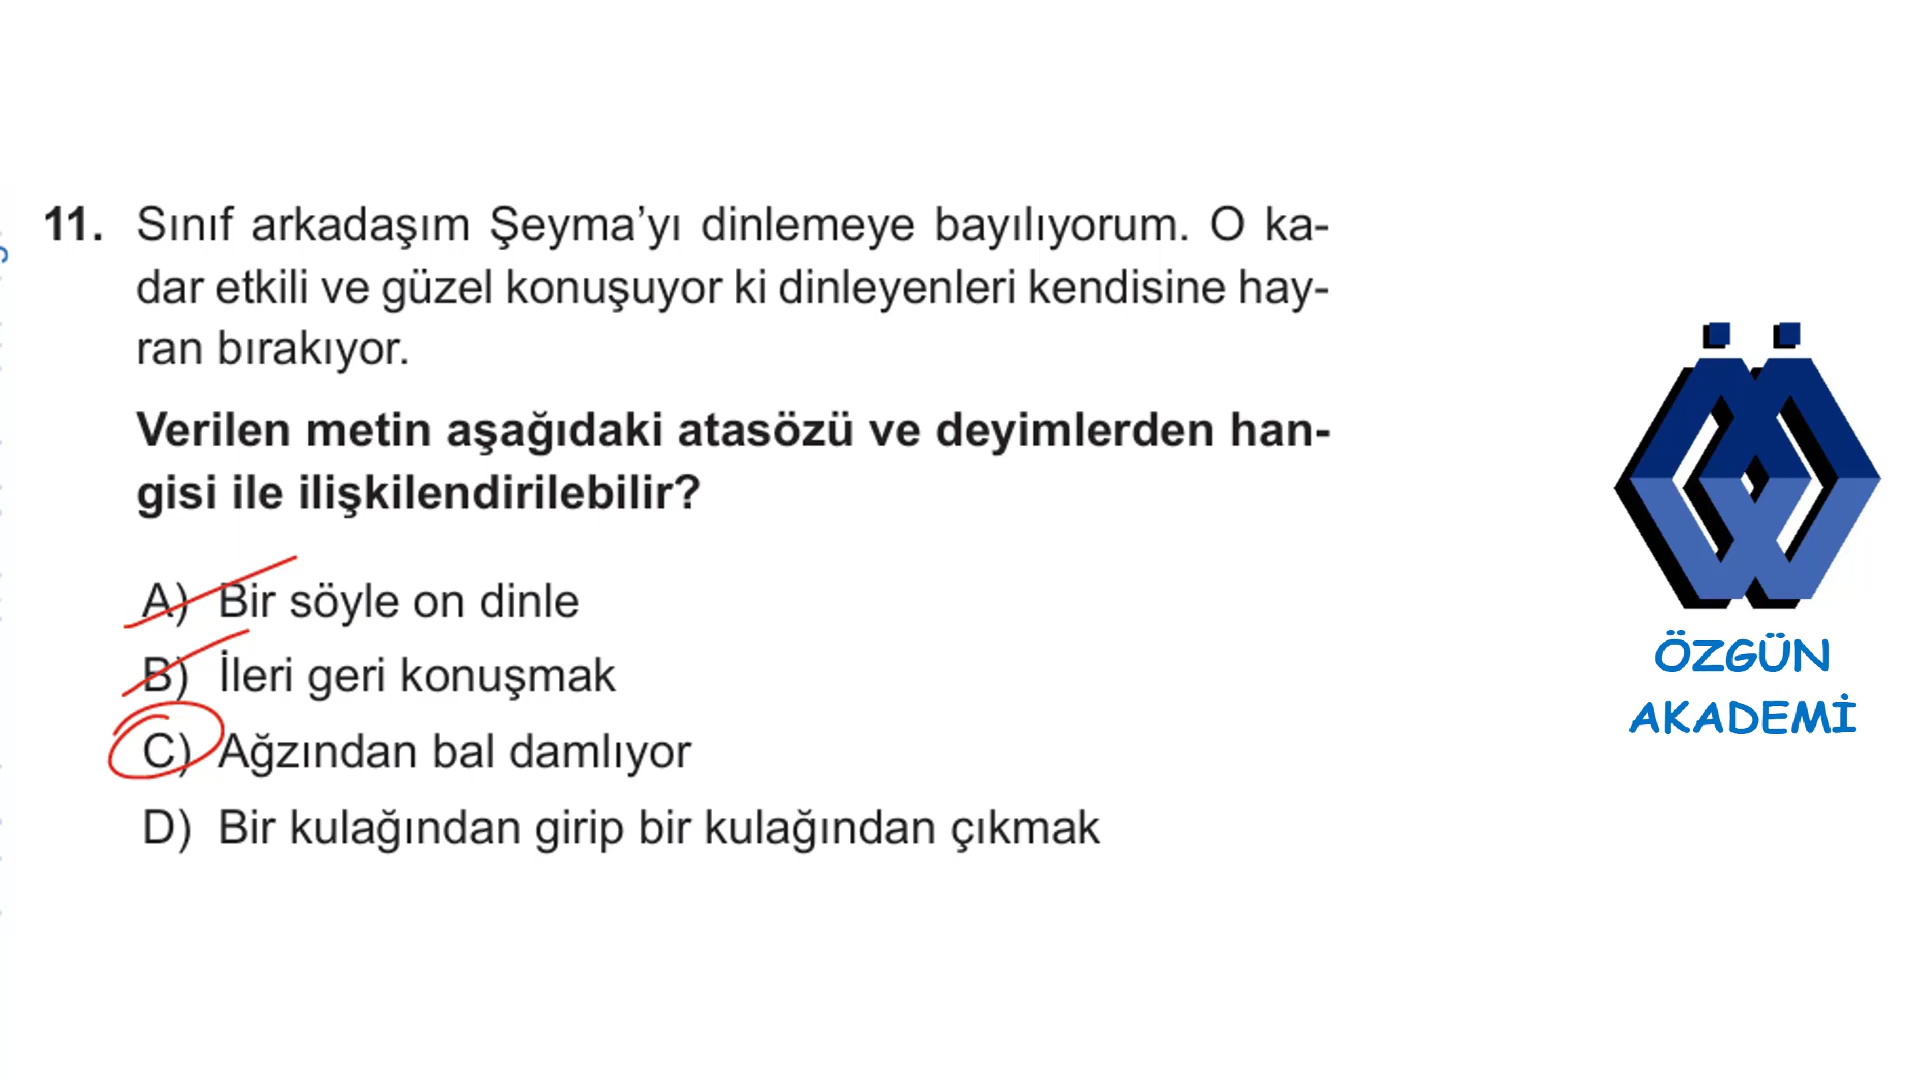 11. Sınıf arkadaşım Şeyma’yı dinlemeye bayılıyorum. O ka-
dar etkili ve güzel konuşuyor ki dinleyenleri kendisine hay-
ran bırakıyor.
Verilen metin aşağıdaki atasözü ve deyimlerden han-
gisi ile ilişkilendirilebilir?
A) Bir söyle on dinle
B) İleri geri konuşmak
C) Ağzından bal damlıyor
D) Bir kulağından girip bir kulağından çıkmak
ÖZGÜN
AKADEMİ